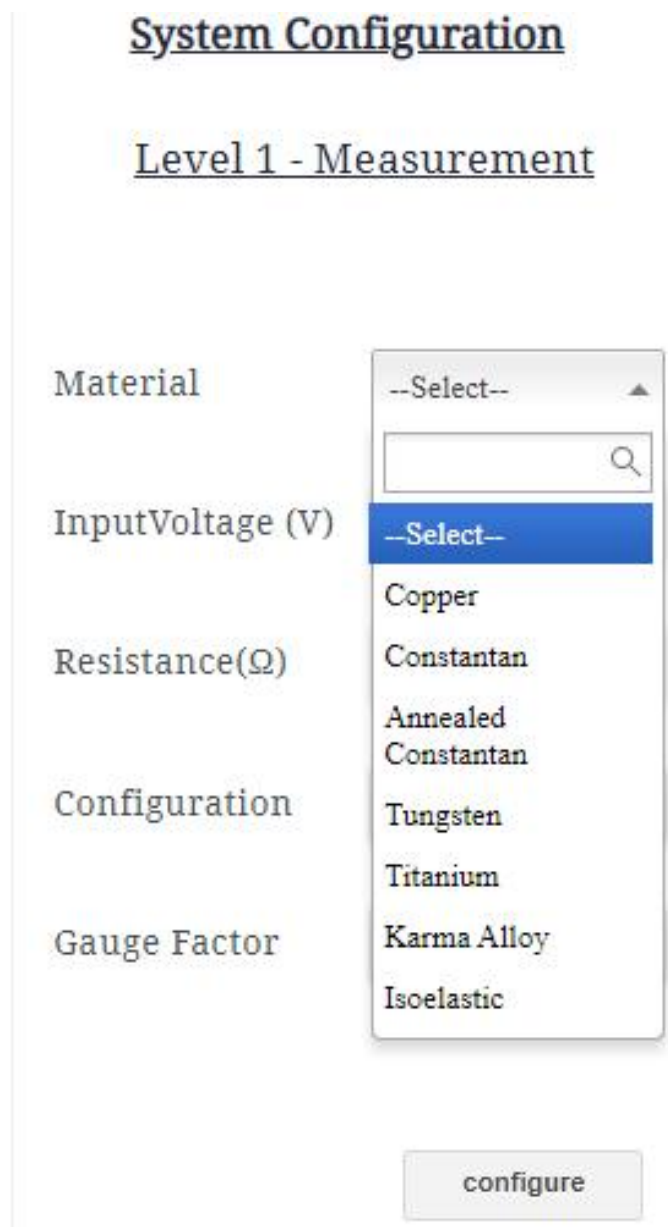 System Configuration
Level 1 - Measurement
Material
--Select--
InputVoltage (V)
--Select--
Copper
Resistance(Ω)
Constantan
Annealed
Constantan
Configuration
Tungsten
Titanium
Gauge Factor
Karma Alloy
Isoelastic
configure